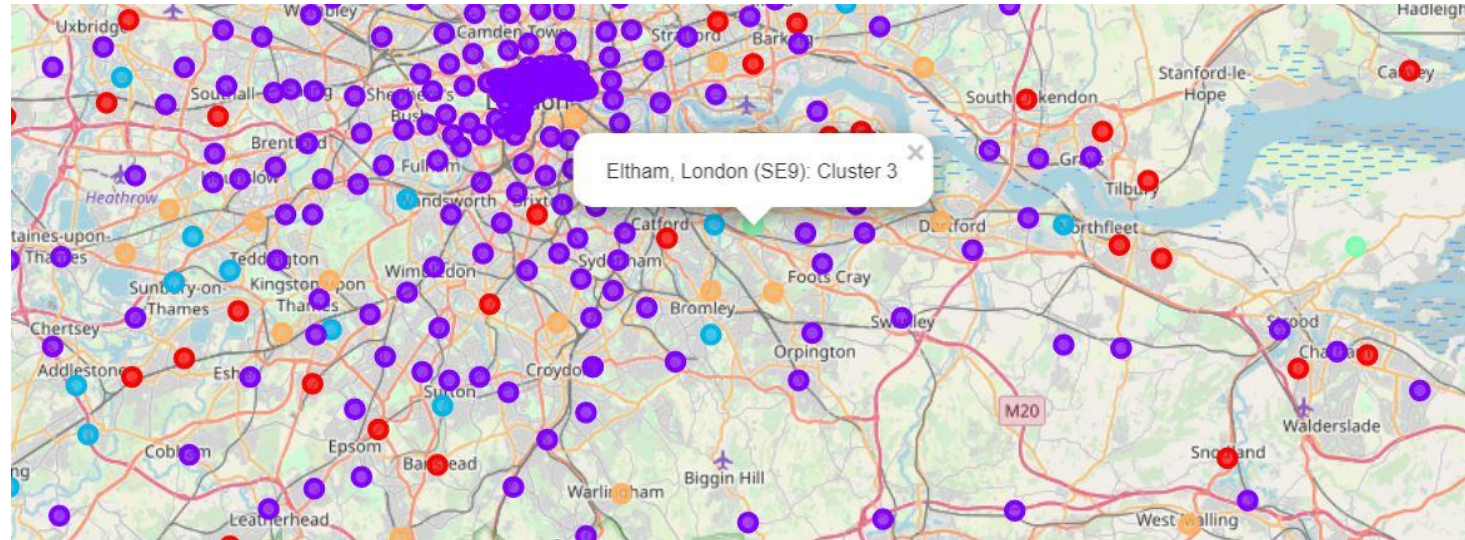 Uxbridge
Wembley
Camden Town
Stratford
Barking
Hadleigh
Southall
Shepherd's
Bush
London
South Ockendon
Stanford-le-
Hope
Canvey
Brentford
Eltham, London (SE9): Cluster 3
×
Grays
Heathrow
Hounslow
Fulham
Wandsworth
Brixton
Tilbury
Staines-upon-
Thames
Teddington
Catford
Dartford
Northfleet
Wimbledon
Sydenham
Foots Cray
Sunbury-on-
Thames
Kingston upon
Thames
Bromley
Swanley
Strood
Chertsey
Orpington
Chatham
Addlestone
Esher
Croydon
Sutton
M20
Walderslade
Cobham
Epsom
Banstead
Biggin Hill
Snodland
Warlingham
Leatherhead
West Malling